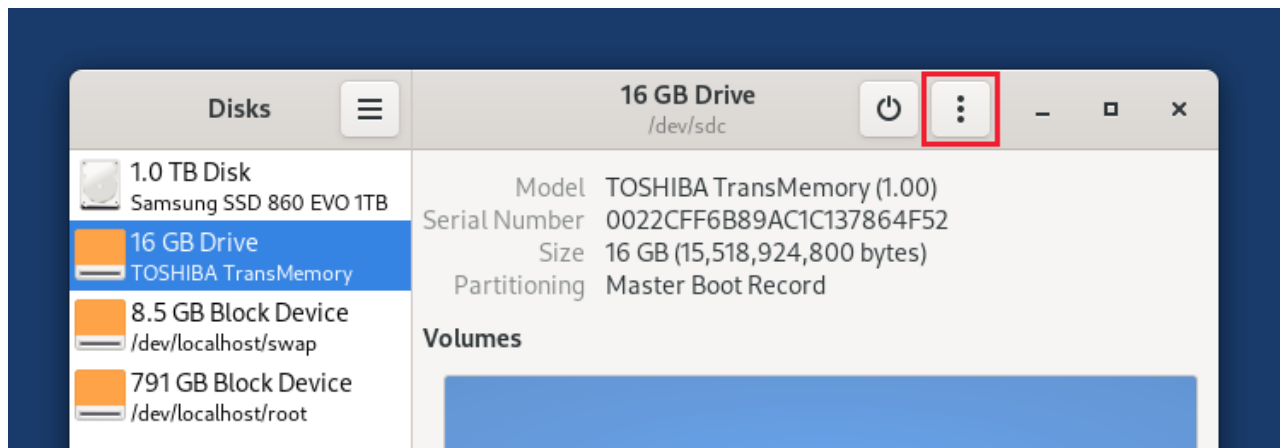 Disks
16 GB Drive
/dev/sdc
1.0 TB Disk
Samsung SSD 860 EVO 1TB
16 GB Drive
TOSHIBA TransMemory
8.5 GB Block Device
/dev/localhost/swap
791 GB Block Device
/dev/localhost/root
Model TOSHIBA TransMemory (1.00)
Serial Number 0022CFF6B89AC1C137864F52
Size 16 GB (15,518,924,800 bytes)
Partitioning Master Boot Record
Volumes